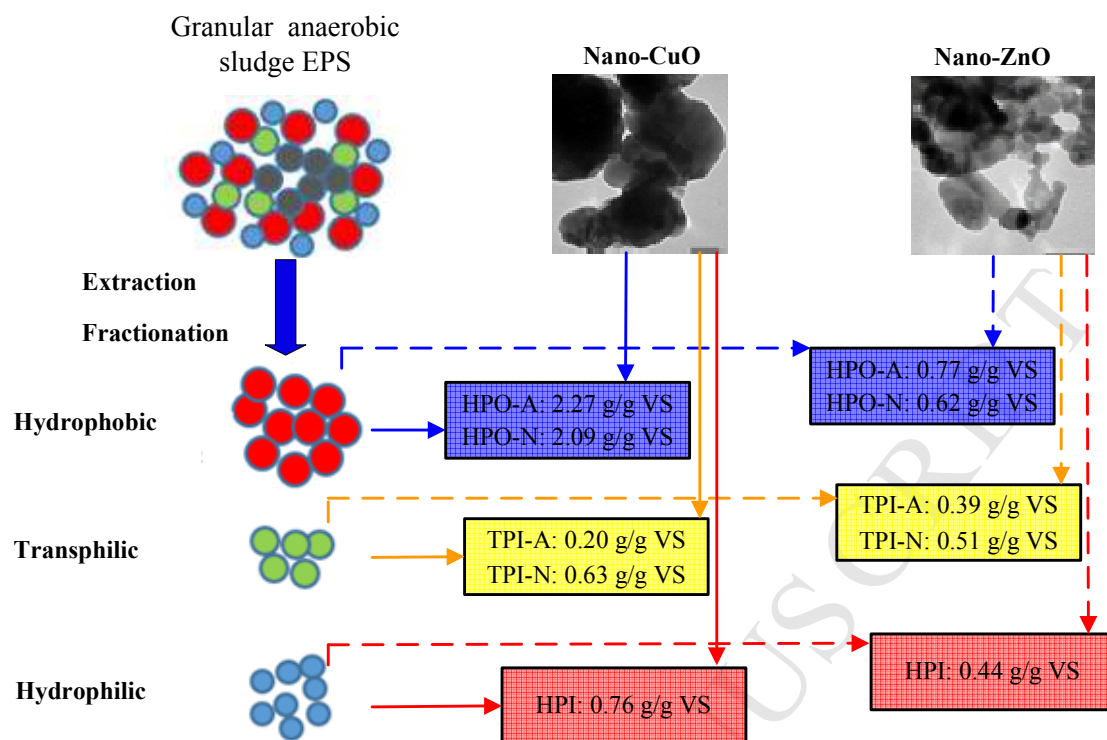 Granular anaerobic
sludge EPS
Nano-CuO
Nano-ZnO
Extraction
Fractionation
Hydrophobic
HPO-A: 2.27 g/g VS
HPO-N: 2.09 g/g VS
HPO-A: 0.77 g/g VS
HPO-N: 0.62 g/g VS
Transphilic
TPI-A: 0.20 g/g VS
TPI-N: 0.63 g/g VS
TPI-A: 0.39 g/g VS
TPI-N: 0.51 g/g VS
Hydrophilic
HPI: 0.76 g/g VS
HPI: 0.44 g/g VS
USCRIPT